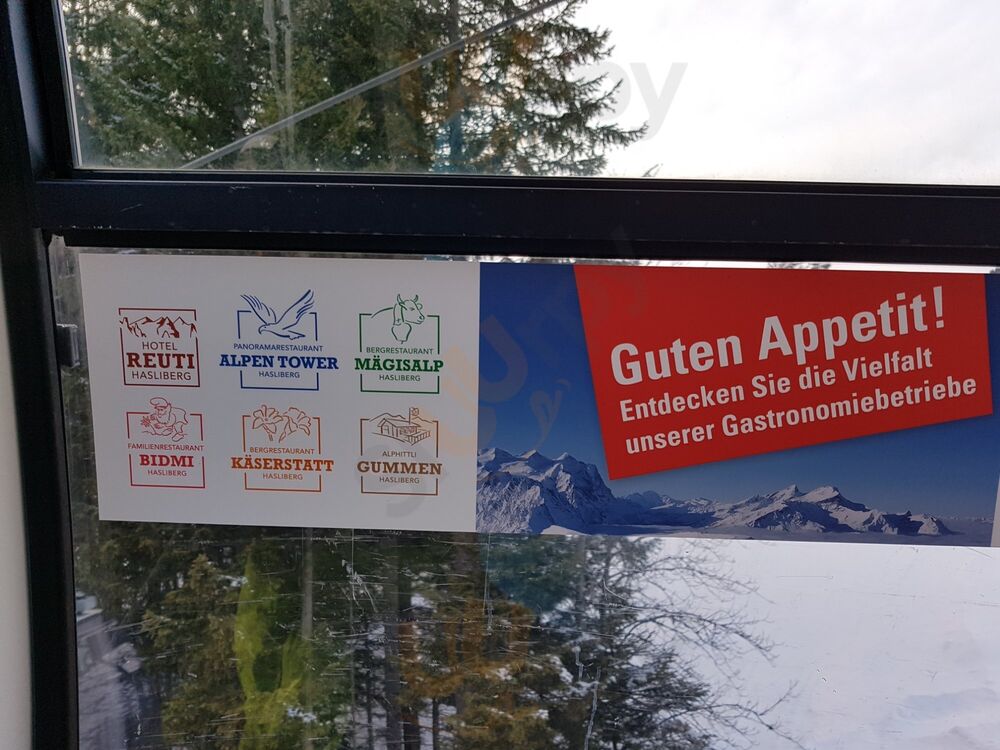 HOTEL
REUTI
HASLIBERG
PANORAMARESTAURANT
ALPEN TOWER
HASLIBERG
BERGRESTAURANT
MÄGISALP
HASLIBERG
FAMILIENRESTAURANT
BIDMI
HASLIBERG
BERGRESTAURANT
KÄSERSTATT
HASLIBERG
ALPHITTLI
GUMMEN
HASLIBERG
Guten Appetit!
Entdecken Sie die Vielfalt
unserer Gastronomiebetriebe